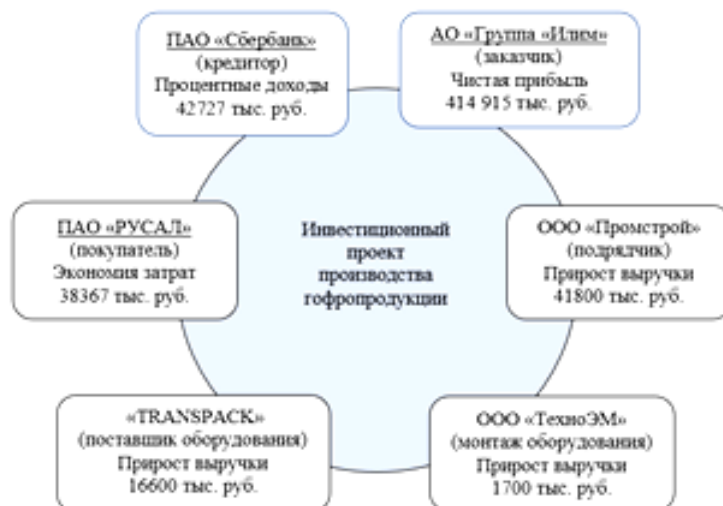 ПАО «Сбербанк»
(кредитор)
Процентные доходы
42727 тыс. руб.
АО «Группа «Илим»
(заказчик)
Чистая прибыль
414 915 тыс. руб.
ПАО «РУСАЛ»
(покупатель)
Экономия затрат
38367 тыс. руб.
Инвестиционный
проект
производства
гофропродукции
ООО «Промстрой»
(подрядчик)
Прирост выручки
41800 тыс. руб.
«TRANSPACK»
(поставщик оборудования)
Прирост выручки
16600 тыс. руб.
ООО «ТехноЭМ»
(монтаж оборудования)
Прирост выручки
1700 тыс. руб.